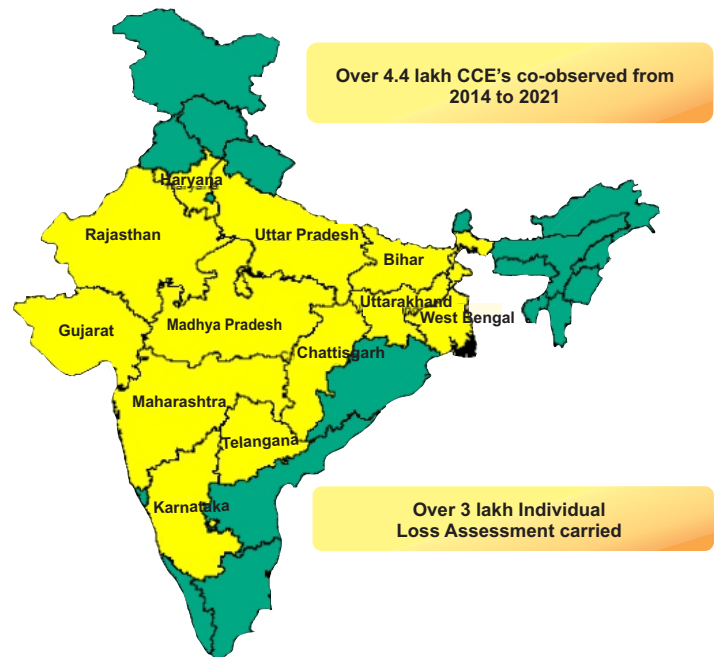 Over 4.4 lakh CCE's co-observed from
2014 to 2021
Haryana
Rajasthan
Uttar Pradesh
Bihar
Uttarakhand
West Bengal
Gujarat
Madhya Pradesh
Chattisgarh
Maharashtra
Telangana
Karnataka
Over 3 lakh Individual
Loss Assessment carried